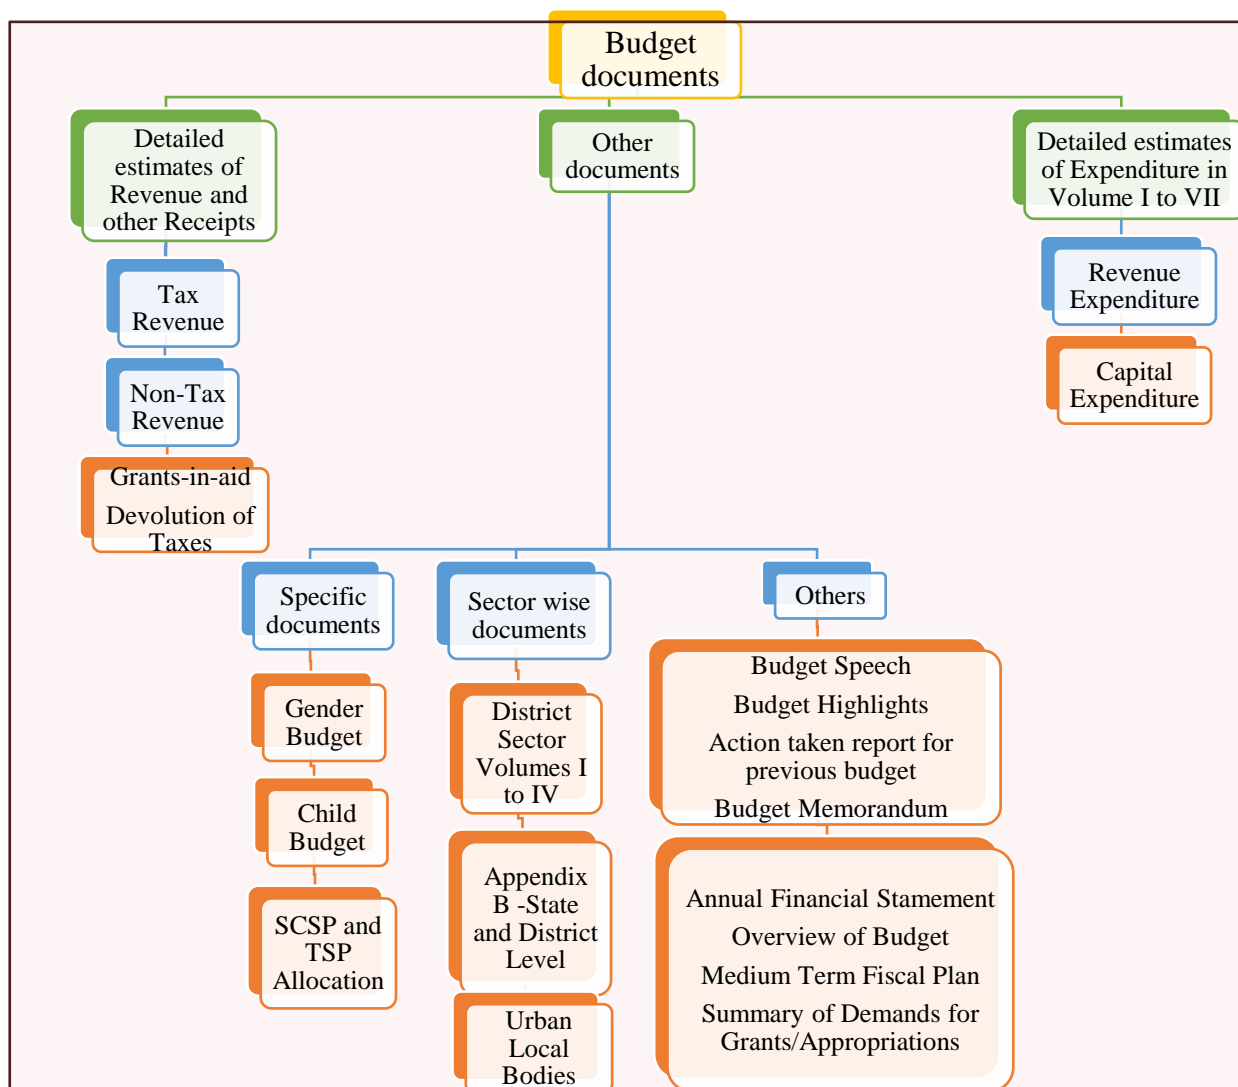 Budget
documents
Detailed
estimates of
Revenue and
other Receipts
Other
documents
Detailed estimates
of Expenditure in
Volume I to VII
Tax
Revenue
Non-Tax
Revenue
Grants-in-aid
Devolution of
Taxes
Revenue
Expenditure
Capital
Expenditure
Specific
documents
Gender
Budget
Child
Budget
SCSP and
TSP
Allocation
Sector wise
documents
District
Sector
Volumes I
to IV
Appendix
B -State
and District
Level
Urban
Local
Bodies
Others
Budget Speech
Budget Highlights
Action taken report for
previous budget
Budget Memorandum
Annual Financial Stamement
Overview of Budget
Medium Term Fiscal Plan
Summary of Demands for
Grants/Appropriations